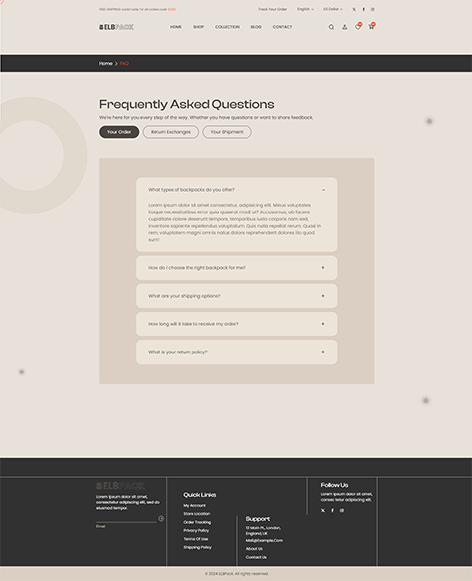 FREE SHIPPING world wide for all orders over $200
Track Your Order
English
US Dollar
ELBPACK
HOME
SHOP
COLLECTION
BLOG
CONTACT
Home > FAQ
Frequently Asked Questions
We're here for you every step of the way. Whether you have questions or want to share feedback.
Your Order
Return Exchanges
Your Shipment
What types of backpacks do you offer? -
Lorem ipsum dolor sit amet consectetur, adipisicing elit. Minus voluptates
itaque necessitatibus error quia quaerat modi ut? Accusamus, ab facere
cupiditate dolore deserunt dolorem, temporibus iusto corporis nam sed,
inventore sapiente repellendus voluptatum. Quis nulla repellat rerum. Quod in
rem, voluptatem magni omnis natus dolores reprehenderit dolores illo quod
sunt!
How do I choose the right backpack for me? +
What are your shipping options? +
How long will it take to receive my order? +
What is your return policy? +
ELBPACK
Lorem ipsum dolor sit amet,
consectetur adipiscing elit, sed do
eiusmod tempor.
Email
Quick Links
My Account
Store Location
Order Tracking
Privacy Policy
Terms Of Use
Shipping Policy
Support
12 Main Pl, London,
England, UK
Mail@Example.Com
About Us
Contact Us
Follow Us
Lorem ipsum dolor sit amet,
consec tetur adipiscing elit.
© 2024 ELBPack. All rights reserved.